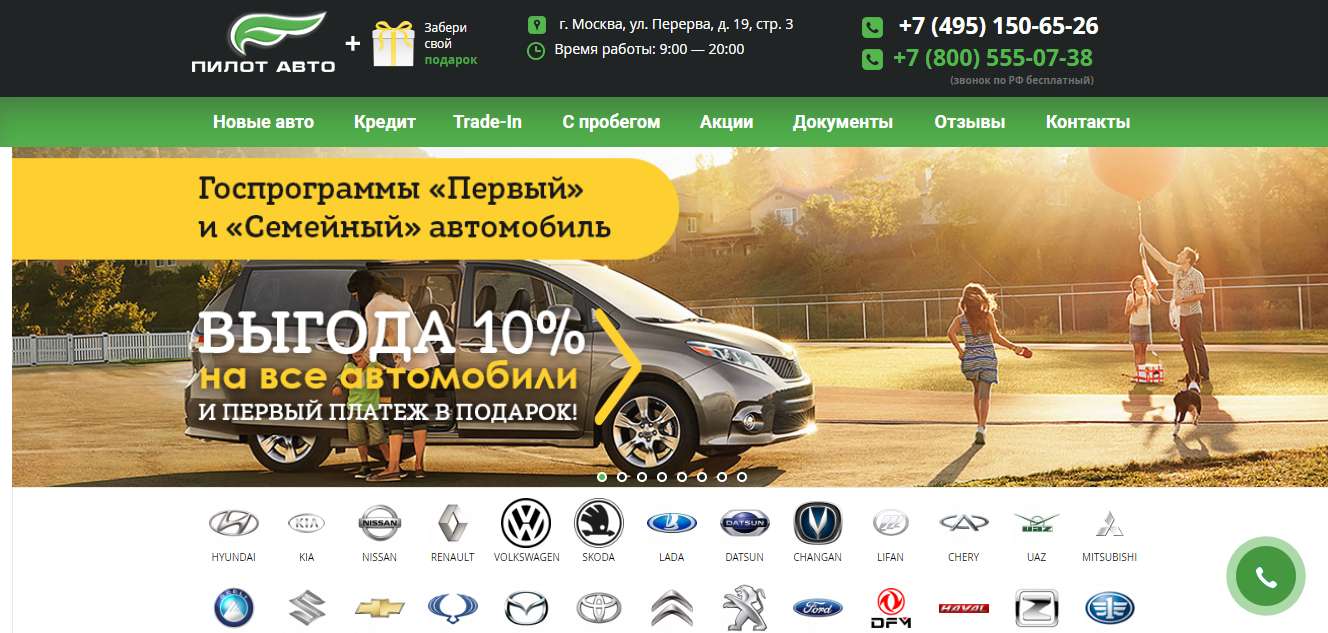 ПИЛОТ АВТО
+
Забери
свой
подарок
г. Москва, ул. Перерва, д. 19, стр. 3
Время работы: 9:00 — 20:00
+7 (495) 150-65-26
+7 (800) 555-07-38
(звонок по РФ бесплатный)
Новые авто Кредит Trade-In С пробегом Акции Документы Отзывы Контакты
Госпрограммы «Первый»
и «Семейный» автомобиль
ВЫГОДА 10%
на все автомобили
И ПЕРВЫЙ ПЛАТЕЖ В ПОДАРОК!
KIA NISSAN DATSUN UAZ
HYUNDAI KIA NISSAN RENAULT VOLKSWAGEN SKODA LADA DATSUN CHANGAN LIFAN CHERY UAZ MITSUBISHI
GEELY Ford DFM HAVAL